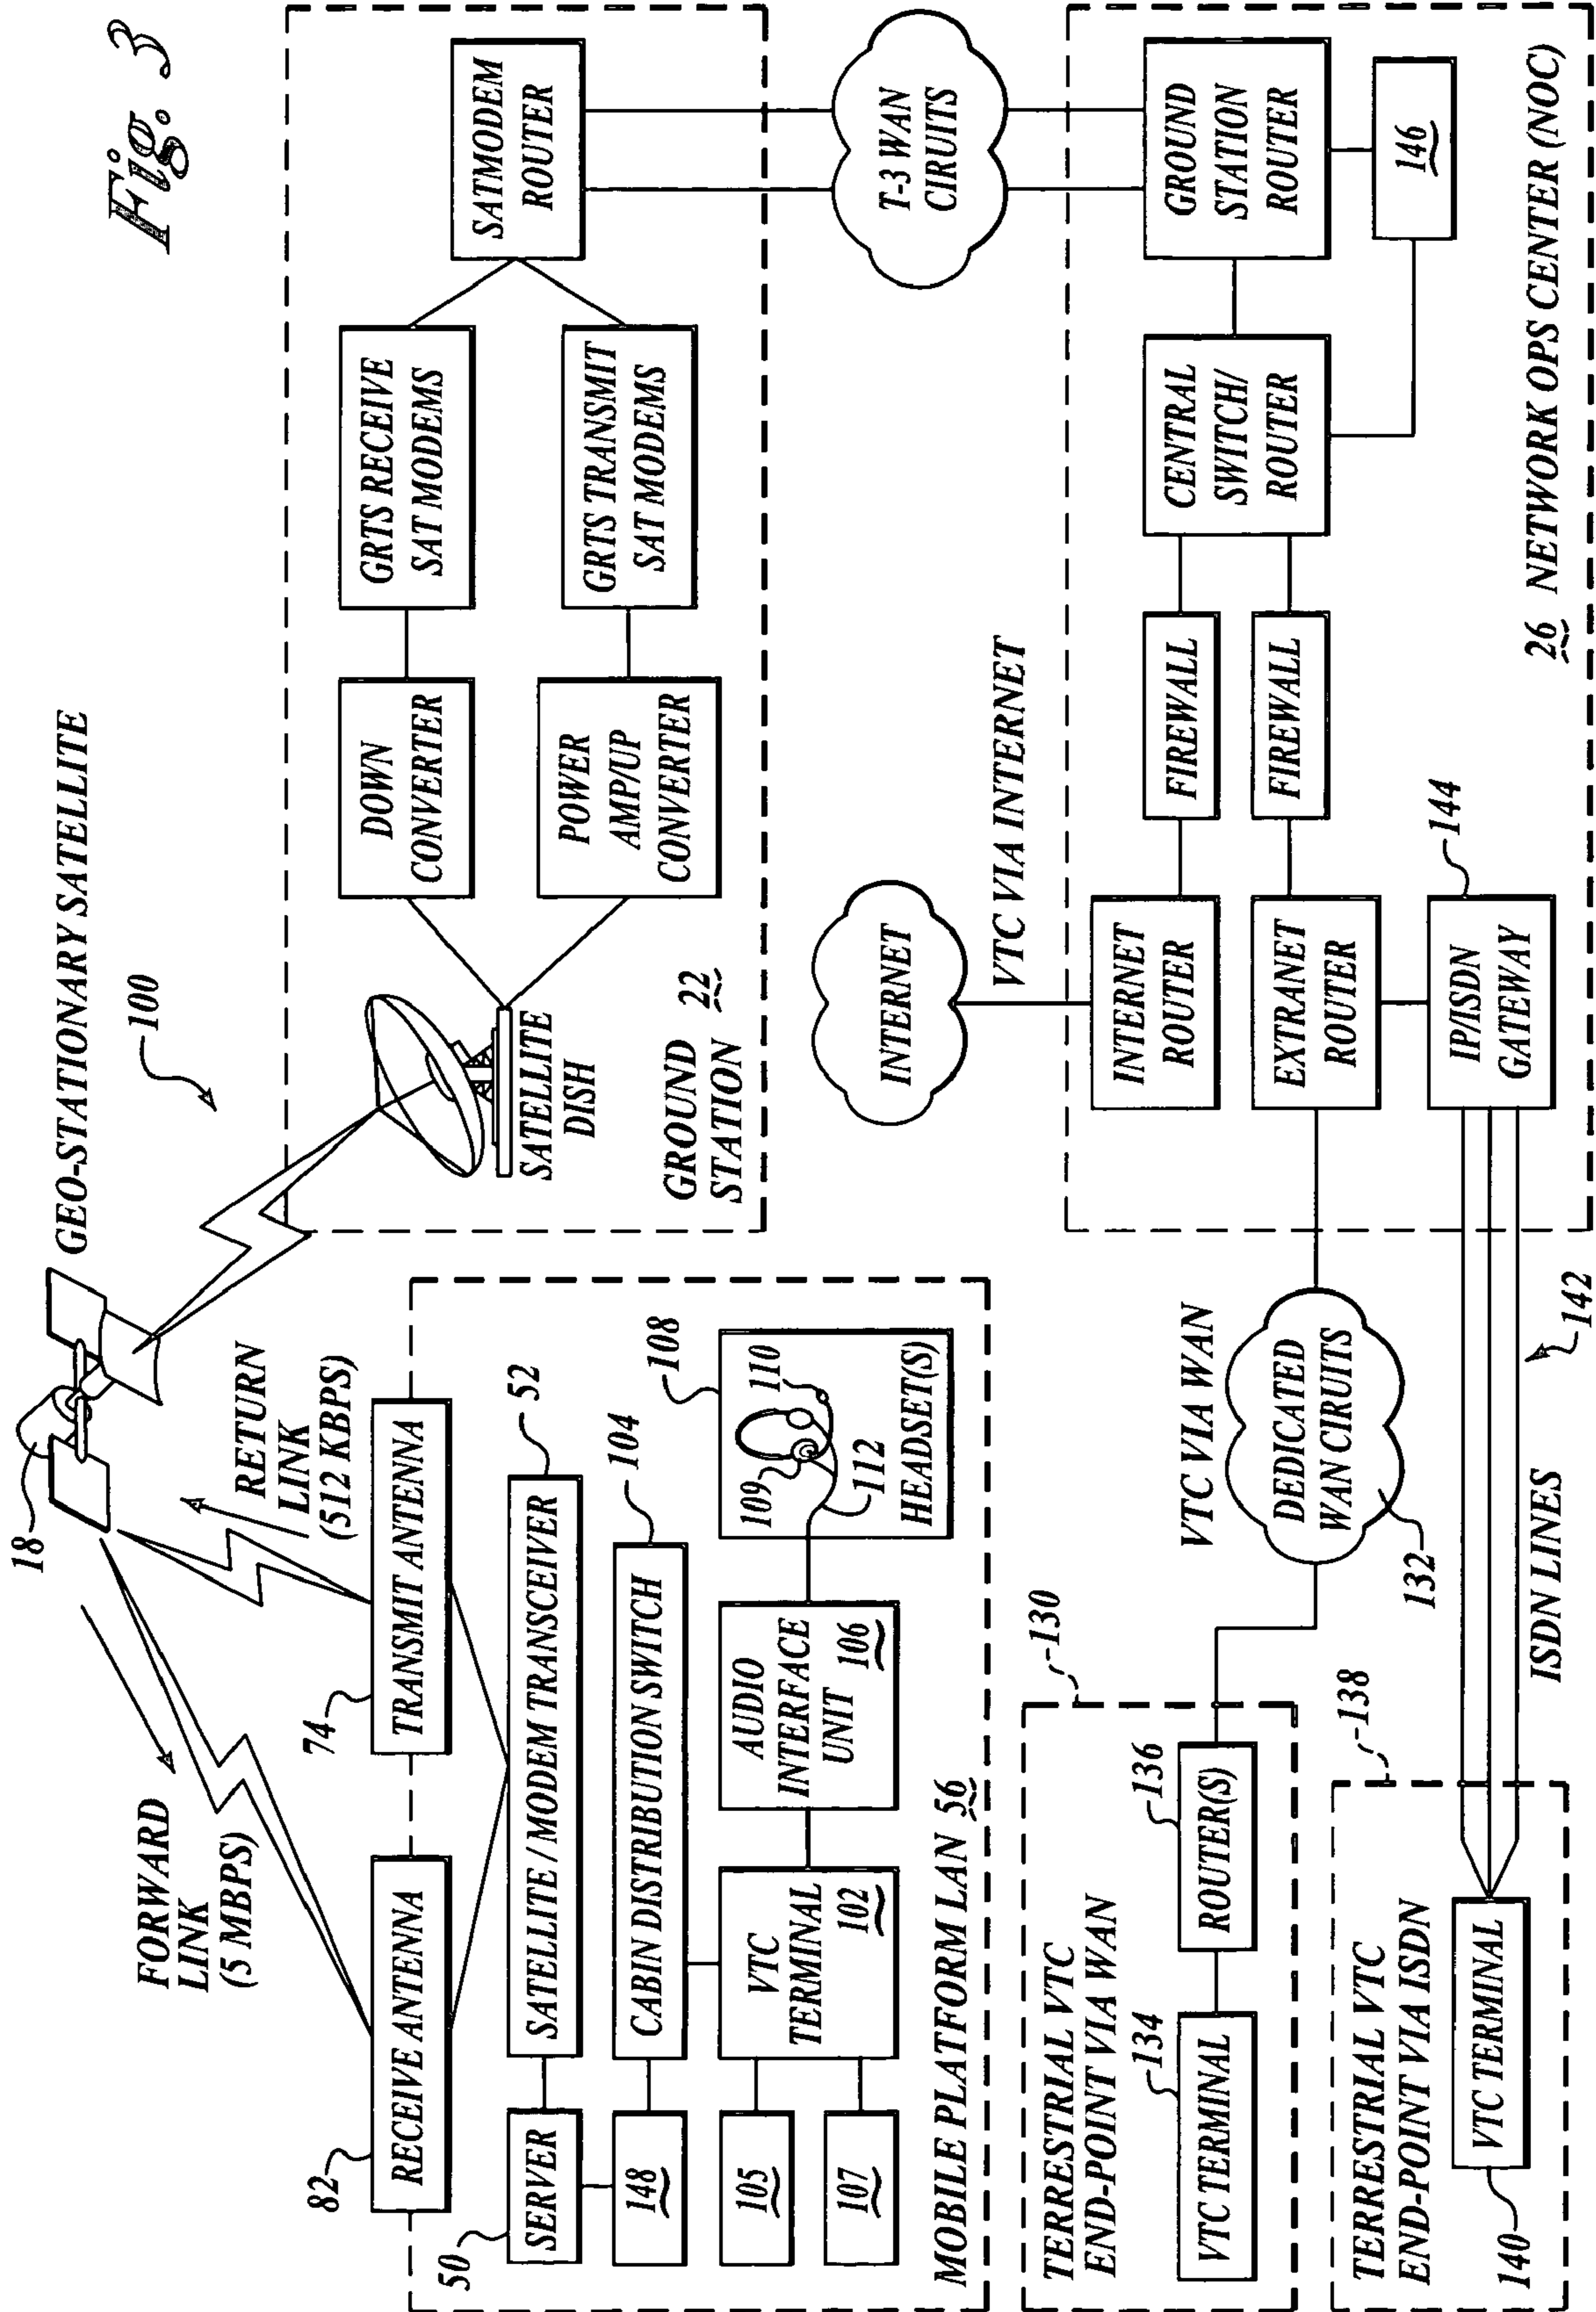 Fig. 3
GEO-STATIONARY SATELLITE
18
100
FORWARD
LINK
(5 MBPS)
RETURN
LINK
(512 KBPS)
82
RECEIVE ANTENNA
74
TRANSMIT ANTENNA
50
SERVER
SATELLITE / MODEM TRANSCEIVER
52
148
CABIN DISTRIBUTION SWITCH
104
105
107
VTC
TERMINAL
102
AUDIO
INTERFACE
UNIT
106
108
109
110
112
HEADSET(S)
MOBILE PLATFORM LAN 56
SATELLITE
DISH
GROUND
STATION
22
DOWN
CONVERTER
POWER
AMP/UP
CONVERTER
GRTS RECEIVE
SAT MODEMS
GRTS TRANSMIT
SAT MODEMS
SATMODEM
ROUTER
T-3 WAN
CIRUITS
INTERNET
VTC VIA INTERNET
INTERNET
ROUTER
FIREWALL
EXTRANET
ROUTER
FIREWALL
CENTRAL
SWITCH/
ROUTER
GROUND
STATION
ROUTER
146
IP/ISDN
GATEWAY
144
26 NETWORK OPS CENTER (NOC)
VTC VIA WAN
DEDICATED
WAN CIRUITS
132
130
TERRESTRIAL VTC
END-POINT VIA WAN
134
VTC TERMINAL
136
ROUTER(S)
138
TERRESTRIAL VTC
END-POINT VIA ISDN
VTC TERMINAL
140
ISDN LINES
142